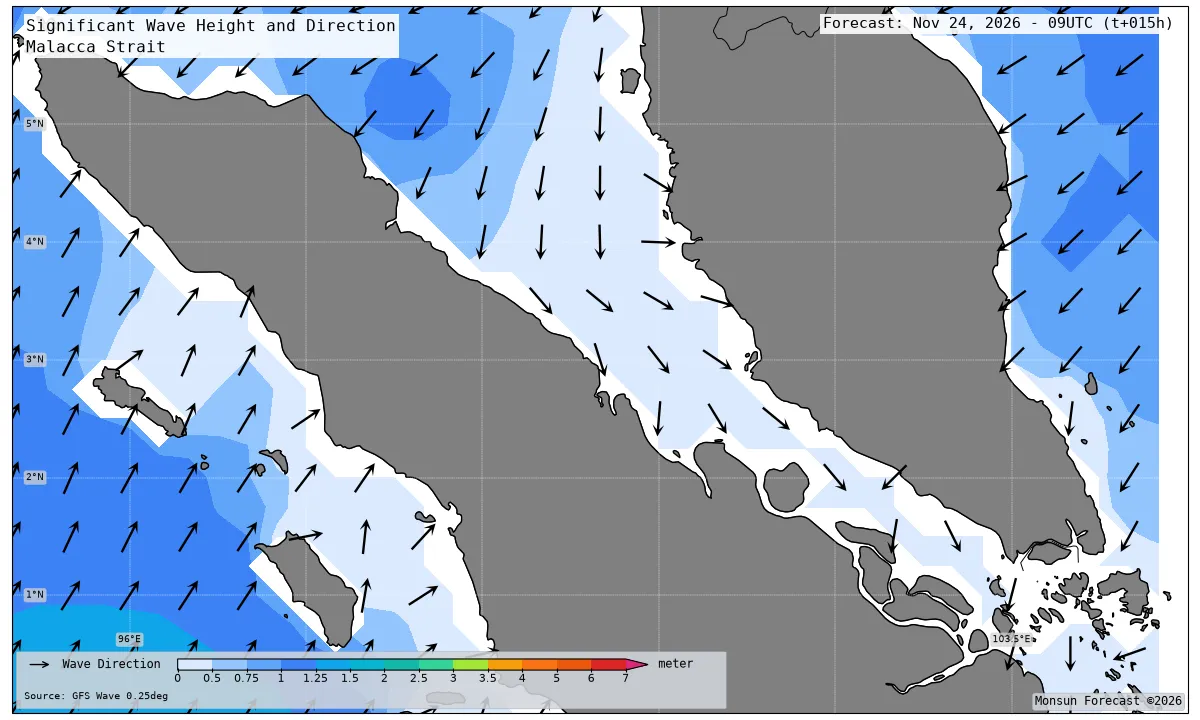 Significant Wave Height and Direction
Malacca Strait
Forecast: Nov 24, 2026 - 09UTC (t+015h)
5°N
4°N
3°N
2°N
1°N
96°E
103.5°E
Wave Direction
meter
0 0.5 0.75 1 1.25 1.5 2 2.5 3 3.5 4 5 6 7
Source: GFS Wave 0.25deg
Monsun Forecast ©2026